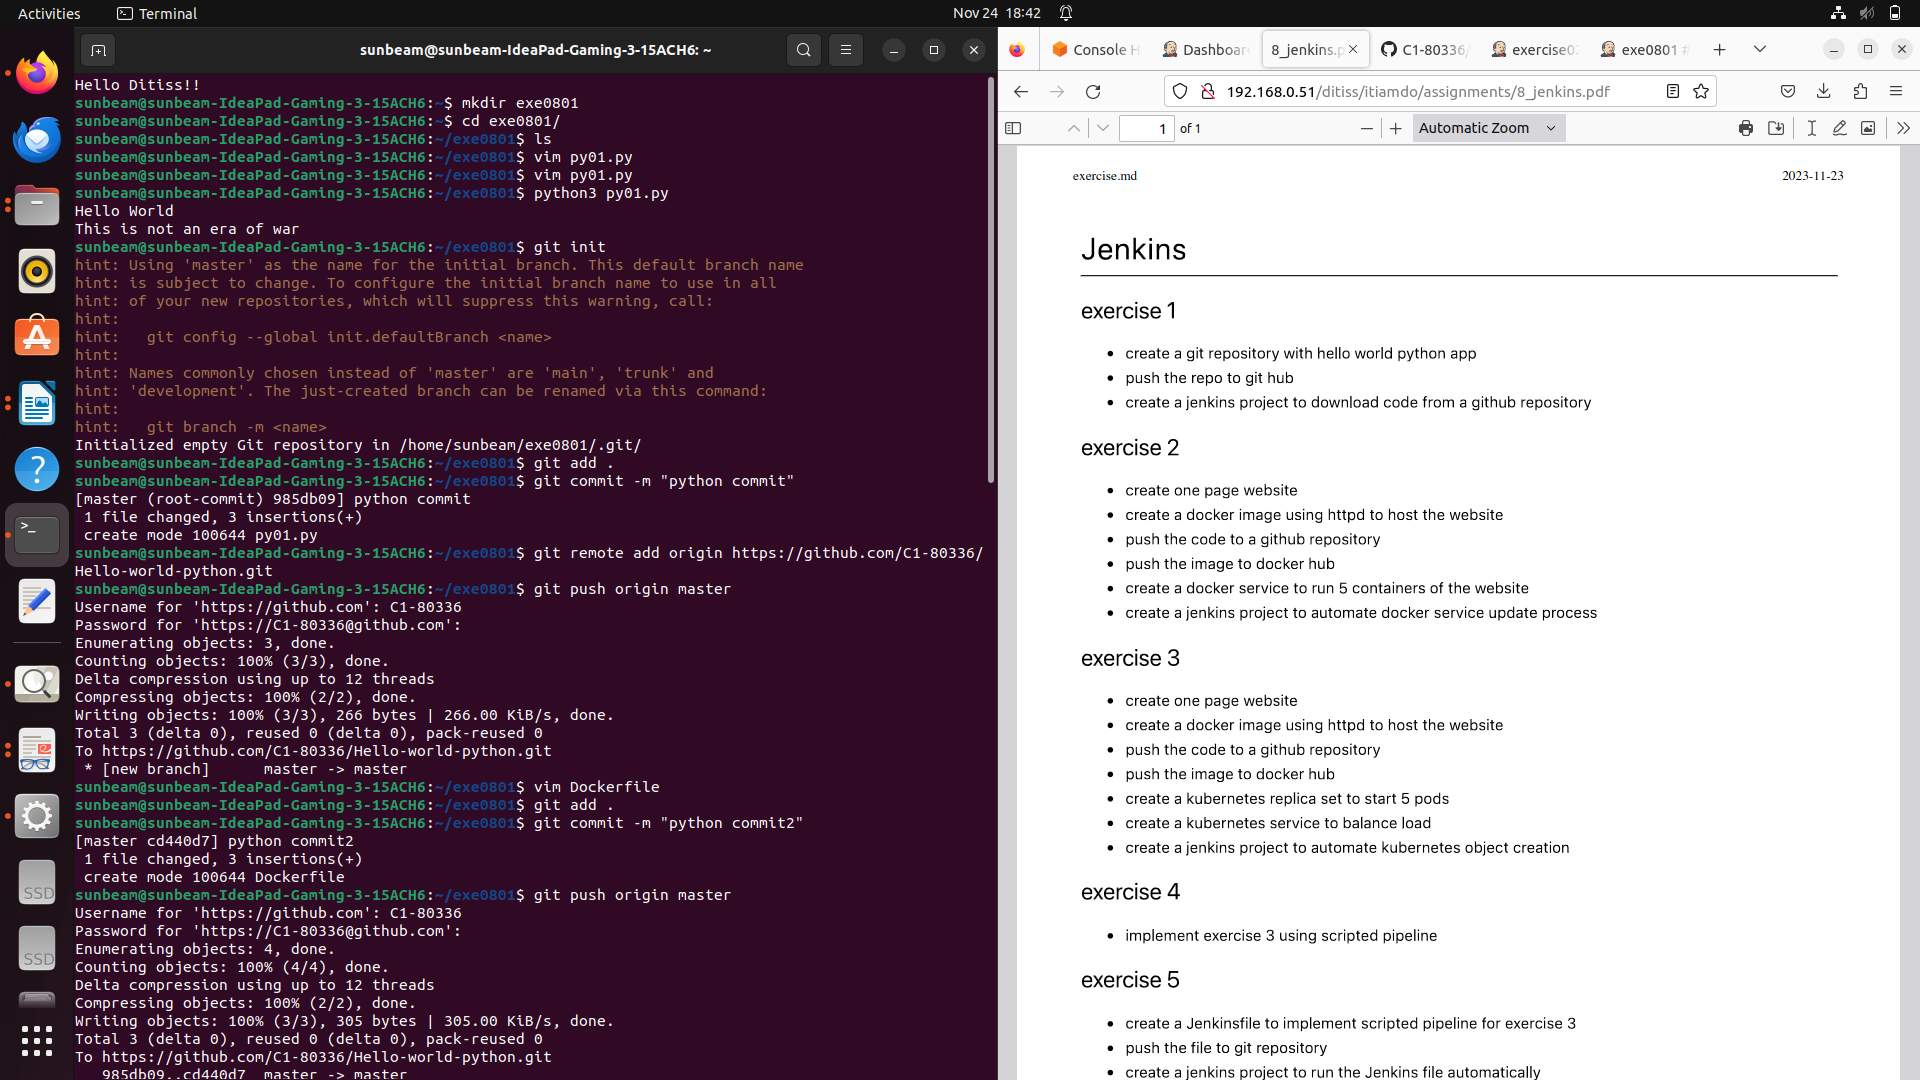 Activities
Terminal
Nov 24 18:42
sunbeam@sunbeam-IdeaPad-Gaming-3-15ACH6: ~
Hello Ditiss!!
sunbeam@sunbeam-IdeaPad-Gaming-3-15ACH6:~$ mkdir exe0801
sunbeam@sunbeam-IdeaPad-Gaming-3-15ACH6:~$ cd exe0801/
sunbeam@sunbeam-IdeaPad-Gaming-3-15ACH6:~/exe0801$ ls
sunbeam@sunbeam-IdeaPad-Gaming-3-15ACH6:~/exe0801$ vim py01.py
sunbeam@sunbeam-IdeaPad-Gaming-3-15ACH6:~/exe0801$ vim py01.py
sunbeam@sunbeam-IdeaPad-Gaming-3-15ACH6:~/exe0801$ python3 py01.py
Hello World
This is not an era of war
sunbeam@sunbeam-IdeaPad-Gaming-3-15ACH6:~/exe0801$ git init
hint: Using 'master' as the name for the initial branch. This default branch name
hint: is subject to change. To configure the initial branch name to use in all
hint: of your new repositories, which will suppress this warning, call:
hint:
hint:   git config --global init.defaultBranch <name>
hint:
hint: Names commonly chosen instead of 'master' are 'main', 'trunk' and
hint: 'development'. The just-created branch can be renamed via this command:
hint:
hint:   git branch -m <name>
Initialized empty Git repository in /home/sunbeam/exe0801/.git/
sunbeam@sunbeam-IdeaPad-Gaming-3-15ACH6:~/exe0801$ git add .
sunbeam@sunbeam-IdeaPad-Gaming-3-15ACH6:~/exe0801$ git commit -m "python commit"
[master (root-commit) 985db09] python commit
 1 file changed, 3 insertions(+)
 create mode 100644 py01.py
sunbeam@sunbeam-IdeaPad-Gaming-3-15ACH6:~/exe0801$ git remote add origin https://github.com/C1-80336/
Hello-world-python.git
sunbeam@sunbeam-IdeaPad-Gaming-3-15ACH6:~/exe0801$ git push origin master
Username for 'https://github.com': C1-80336
Password for 'https://C1-80336@github.com':
Enumerating objects: 3, done.
Counting objects: 100% (3/3), done.
Delta compression using up to 12 threads
Compressing objects: 100% (2/2), done.
Writing objects: 100% (3/3), 266 bytes | 266.00 KiB/s, done.
Total 3 (delta 0), reused 0 (delta 0), pack-reused 0
To https://github.com/C1-80336/Hello-world-python.git
 * [new branch]      master -> master
sunbeam@sunbeam-IdeaPad-Gaming-3-15ACH6:~/exe0801$ vim Dockerfile
sunbeam@sunbeam-IdeaPad-Gaming-3-15ACH6:~/exe0801$ git add .
sunbeam@sunbeam-IdeaPad-Gaming-3-15ACH6:~/exe0801$ git commit -m "python commit2"
[master cd440d7] python commit2
 1 file changed, 3 insertions(+)
 create mode 100644 Dockerfile
sunbeam@sunbeam-IdeaPad-Gaming-3-15ACH6:~/exe0801$ git push origin master
Username for 'https://github.com': C1-80336
Password for 'https://C1-80336@github.com':
Enumerating objects: 4, done.
Counting objects: 100% (4/4), done.
Delta compression using up to 12 threads
Compressing objects: 100% (2/2), done.
Writing objects: 100% (3/3), 305 bytes | 305.00 KiB/s, done.
Total 3 (delta 0), reused 0 (delta 0), pack-reused 0
To https://github.com/C1-80336/Hello-world-python.git
   985db09..cd440d7  master -> master
SSD
SSD
Console H
Dashboar
8_jenkins.p
C1-80336/
exercise0
exe0801 #
192.168.0.51/ditiss/itiamdo/assignments/8_jenkins.pdf
1 of 1
Automatic Zoom
exercise.md
2023-11-23
Jenkins
exercise 1
• create a git repository with hello world python app
• push the repo to git hub
• create a jenkins project to download code from a github repository
exercise 2
• create one page website
• create a docker image using httpd to host the website
• push the code to a github repository
• push the image to docker hub
• create a docker service to run 5 containers of the website
• create a jenkins project to automate docker service update process
exercise 3
• create one page website
• create a docker image using httpd to host the website
• push the code to a github repository
• push the image to docker hub
• create a kubernetes replica set to start 5 pods
• create a kubernetes service to balance load
• create a jenkins project to automate kubernetes object creation
exercise 4
• implement exercise 3 using scripted pipeline
exercise 5
• create a Jenkinsfile to implement scripted pipeline for exercise 3
• push the file to git repository
• create a jenkins project to run the Jenkins file automatically